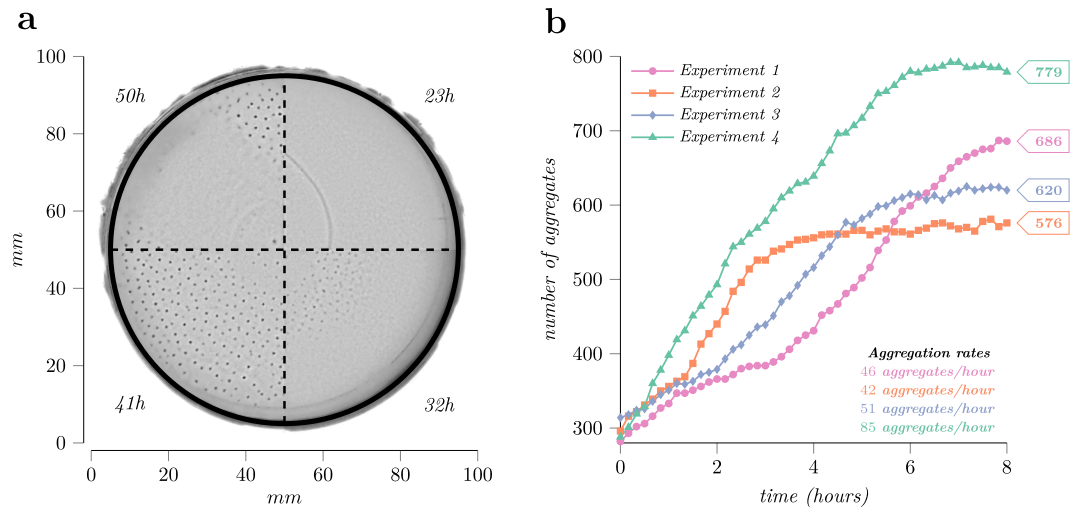 a
100
80
60
40
20
0
mm
50h
23h
41h
32h
0
20
40
60
80
100
mm
b
800
700
600
500
400
300
number of aggregates
Experiment 1
Experiment 2
Experiment 3
Experiment 4
779
686
620
576
Aggregation rates
46 aggregates/hour
42 aggregates/hour
51 aggregates/hour
85 aggregates/hour
0
2
4
6
8
time (hours)